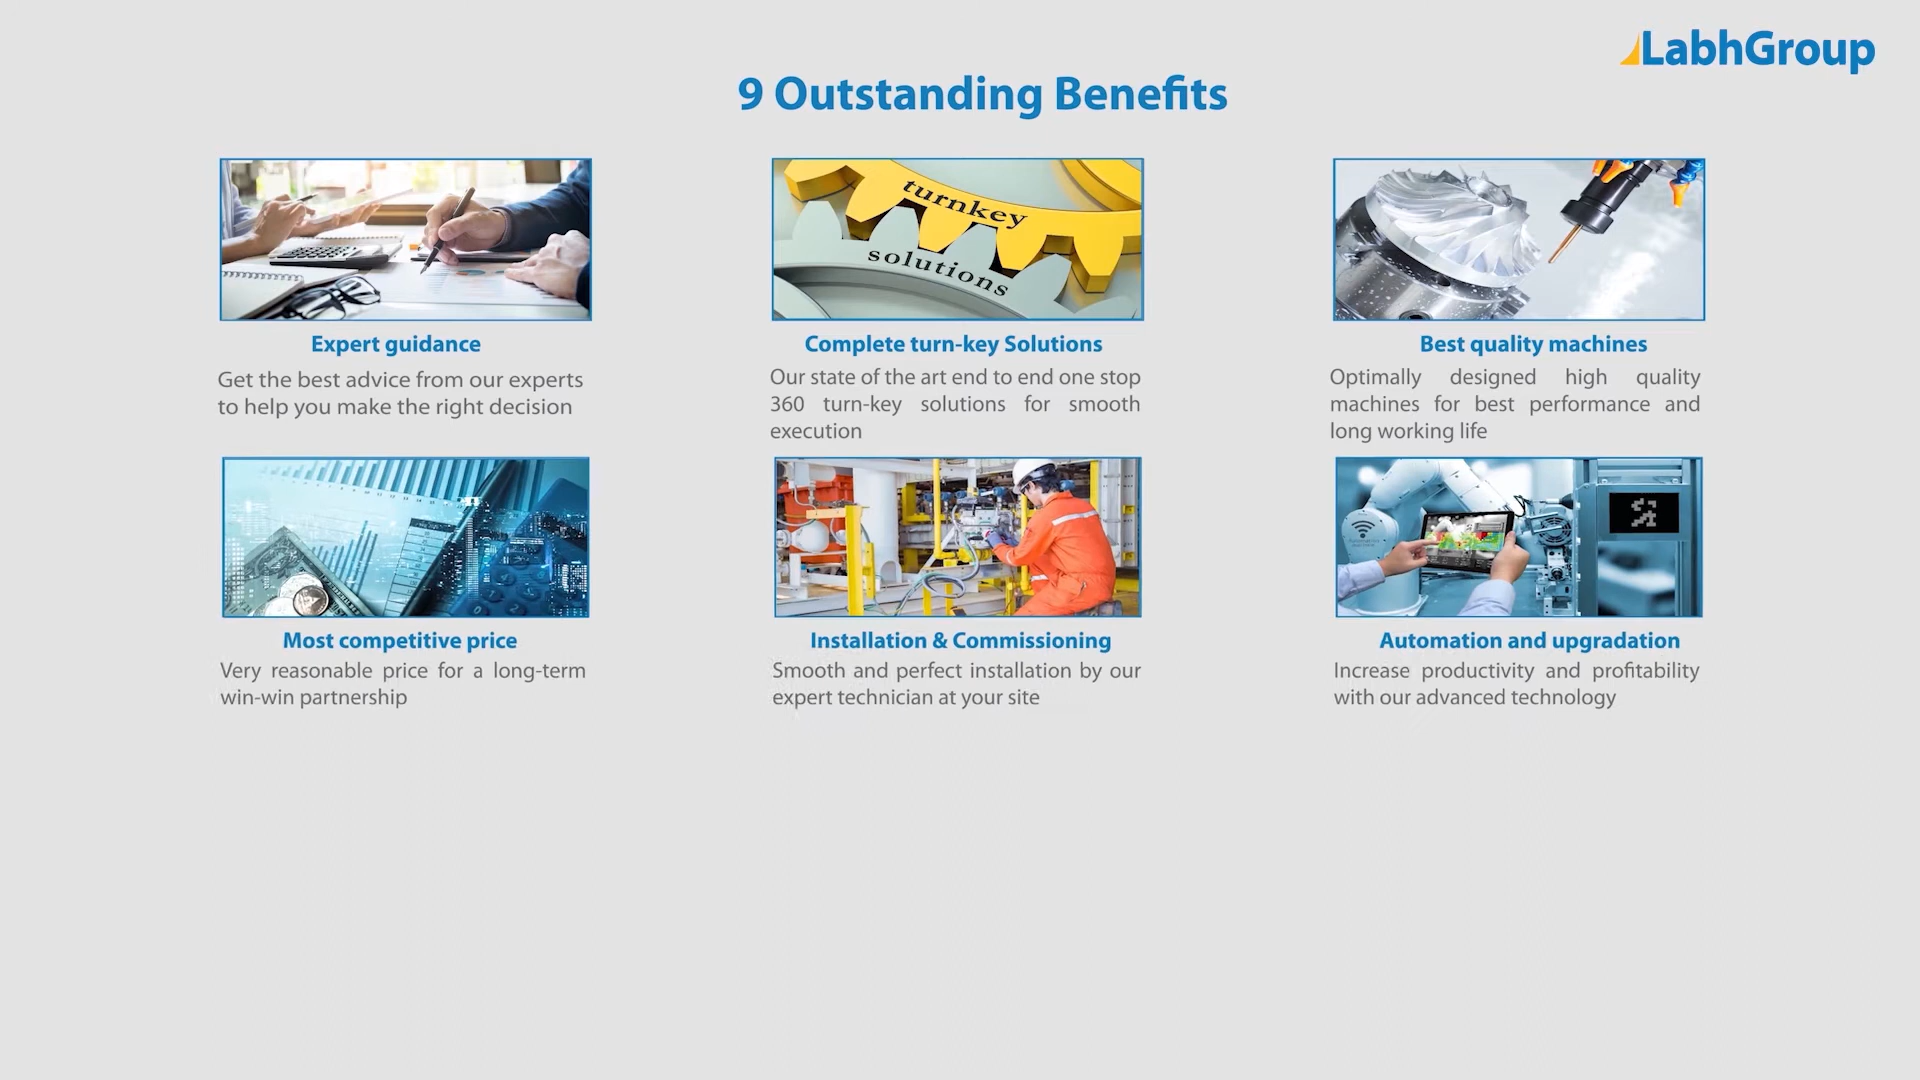 LabhGroup
9 Outstanding Benefits
turnkey
solutions
Expert guidance
Get the best advice from our experts
to help you make the right decision
Complete turn-key Solutions
Our state of the art end to end one stop
360 turn-key solutions for smooth
execution
Best quality machines
Optimally designed high quality
machines for best performance and
long working life
Most competitive price
Very reasonable price for a long-term
win-win partnership
Installation & Commissioning
Smooth and perfect installation by our
expert technician at your site
Automation and upgradation
Increase productivity and profitability
with our advanced technology